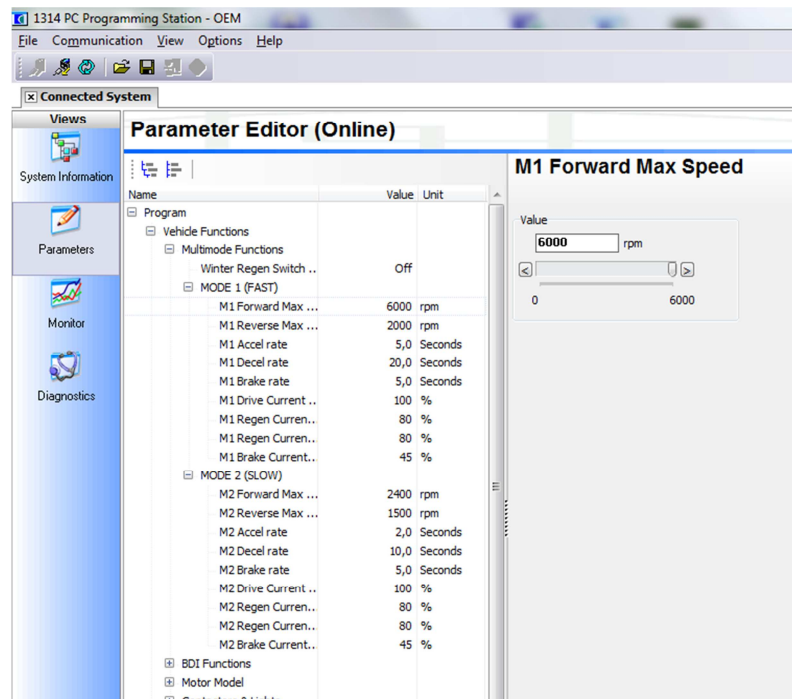 1314 PC Programming Station - OEM
File Communication View Options Help
x Connected System
Views
System Information
Parameters
Monitor
Diagnostics
Parameter Editor (Online)
Name Value Unit
Program
Vehicle Functions
Multimode Functions
Winter Regen Switch .. Off
MODE 1 (FAST)
M1 Forward Max ... 6000 rpm
M1 Reverse Max ... 2000 rpm
M1 Accel rate 5,0 Seconds
M1 Decel rate 20,0 Seconds
M1 Brake rate 5,0 Seconds
M1 Drive Current .. 100 %
M1 Regen Curren... 80 %
M1 Regen Curren... 80 %
M1 Brake Current... 45 %
MODE 2 (SLOW)
M2 Forward Max ... 2400 rpm
M2 Reverse Max ... 1500 rpm
M2 Accel rate 2,0 Seconds
M2 Decel rate 10,0 Seconds
M2 Brake rate 5,0 Seconds
M2 Drive Current .. 100 %
M2 Regen Curren... 80 %
M2 Regen Curren... 80 %
M2 Brake Current... 45 %
BDI Functions
Motor Model
M1 Forward Max Speed
Value
6000 rpm
< >
0 6000